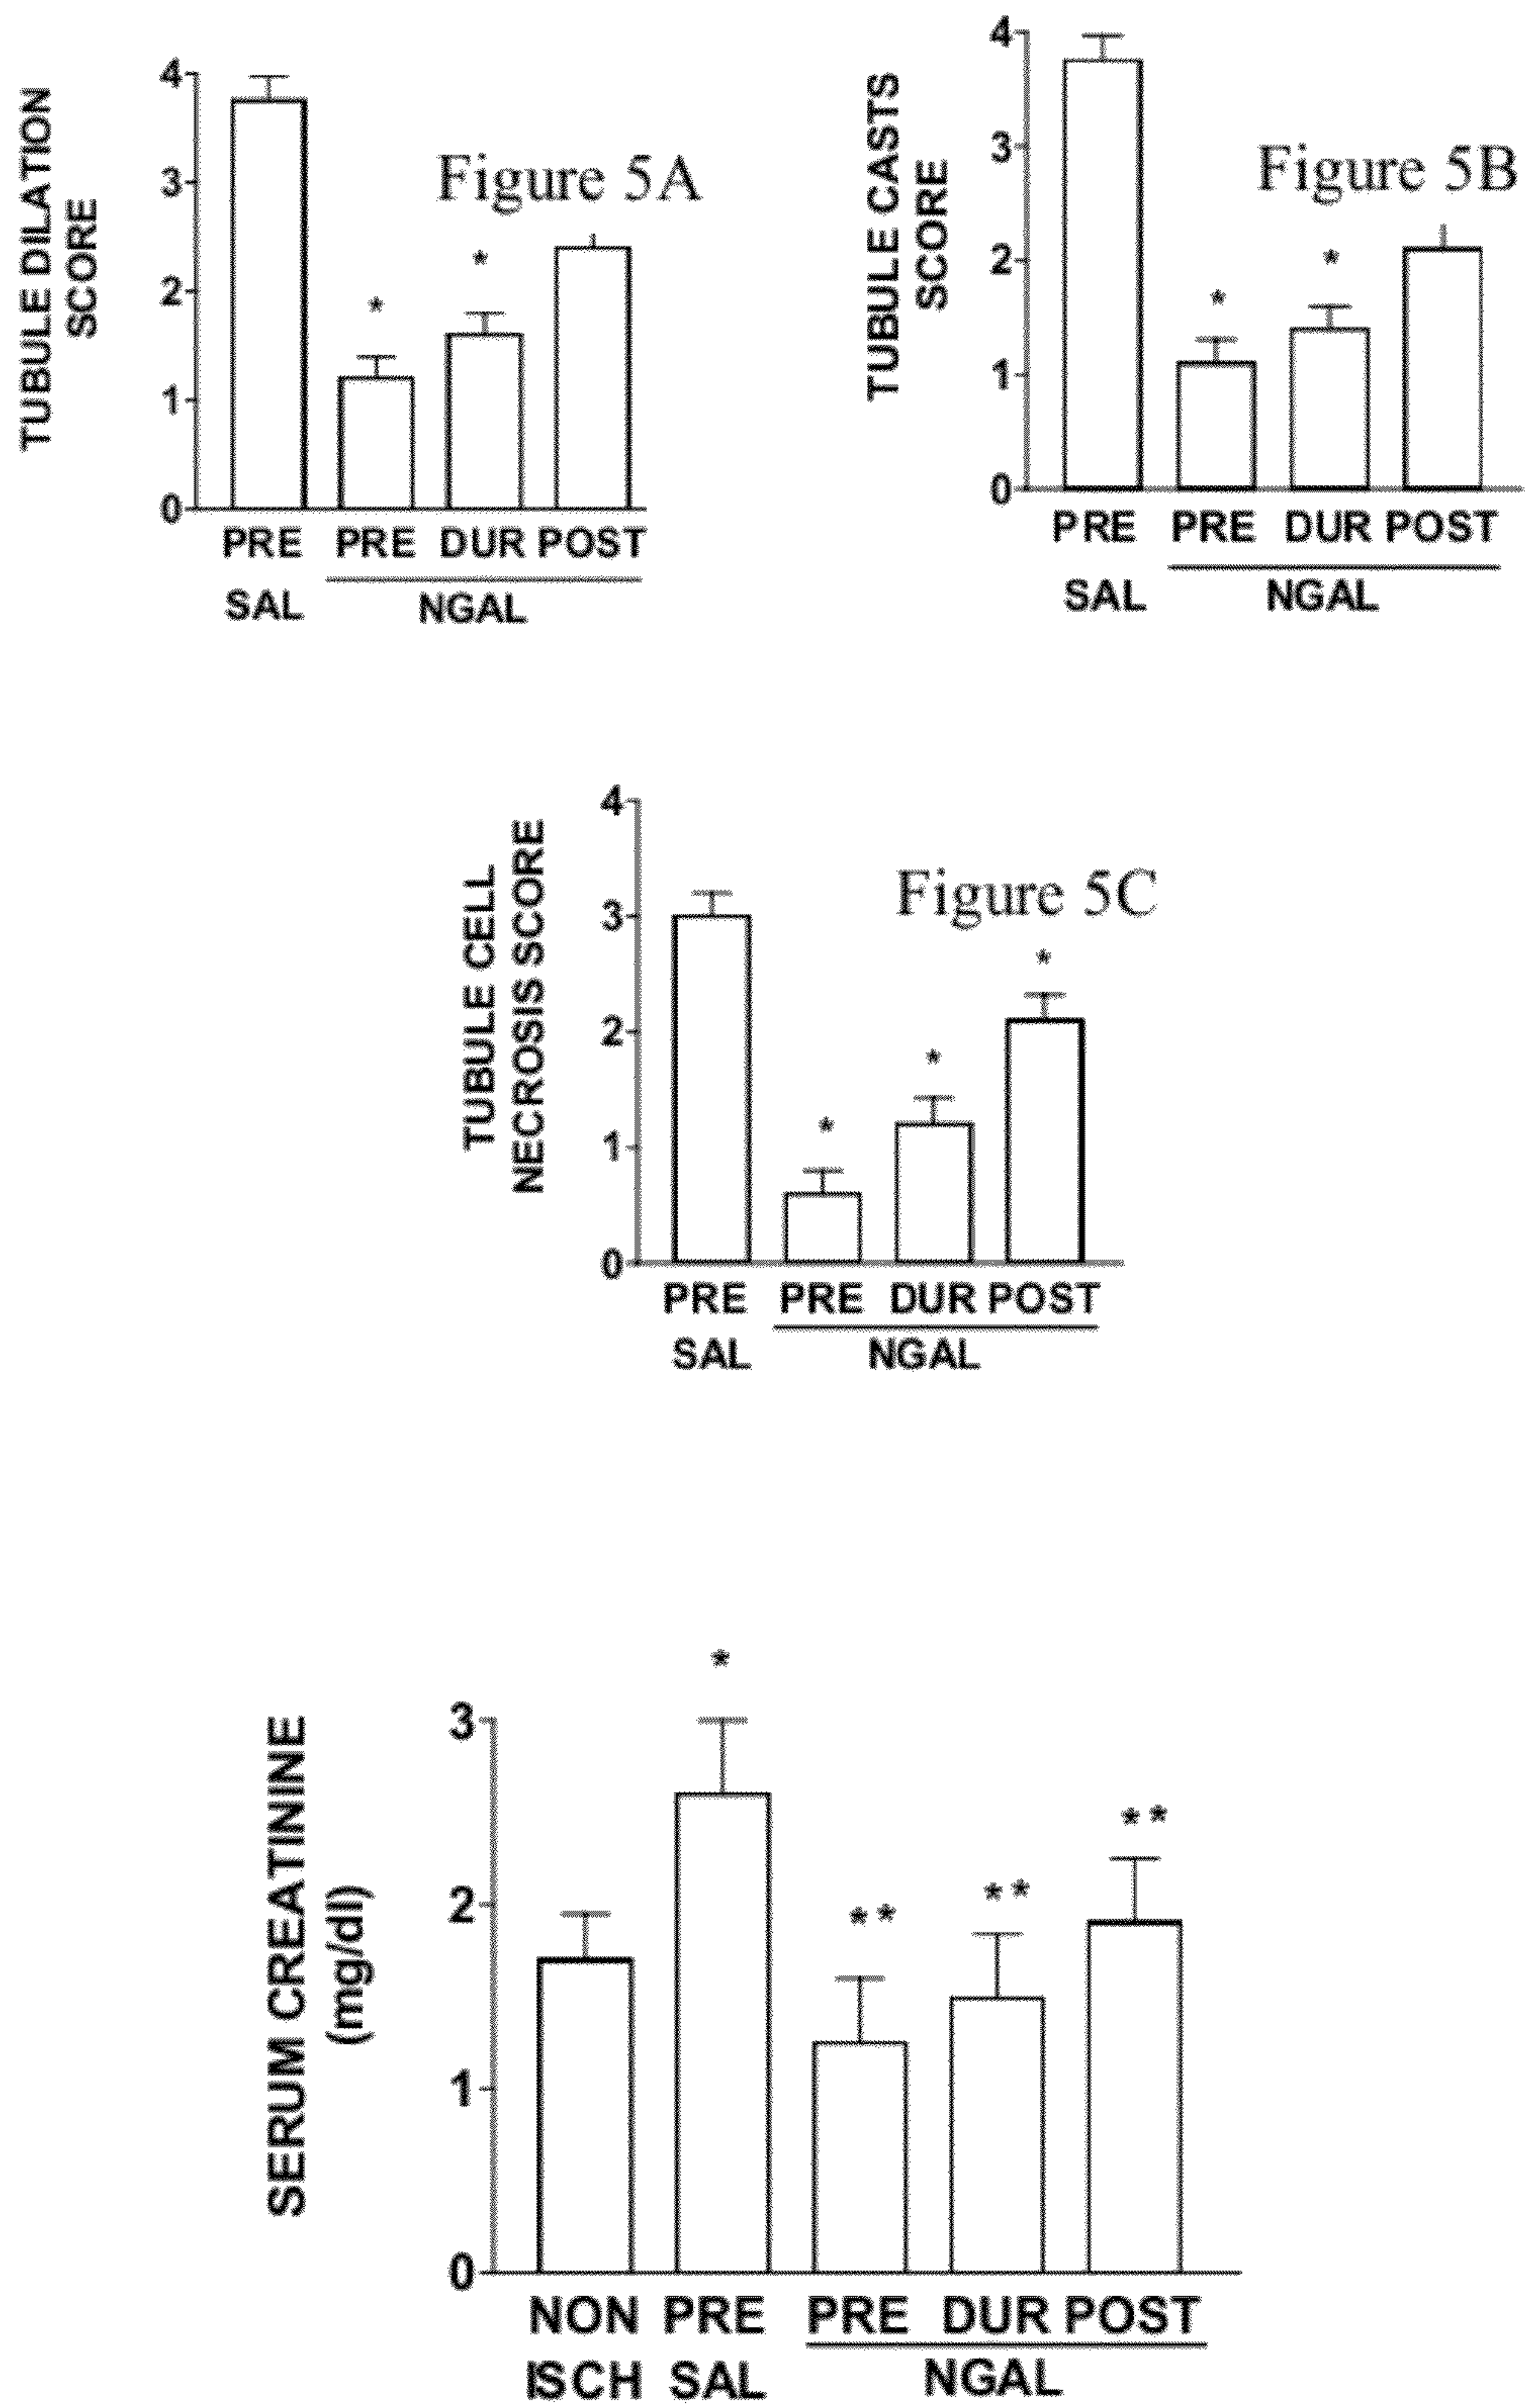 TUBULE DILATION
SCORE
4
3
2
1
0
Figure 5A
*
*
PRE PRE DUR POST
SAL NGAL
TUBULE CASTS
SCORE
4
3
2
1
0
Figure 5B
*
*
PRE PRE DUR POST
SAL NGAL
TUBULE CELL
NECROSIS SCORE
4
3
2
1
0
Figure 5C
*
*
*
PRE PRE DUR POST
SAL NGAL
SERUM CREATININE
(mg/dl)
3
2
1
0
*
**
**
**
NON PRE PRE DUR POST
ISCH SAL NGAL